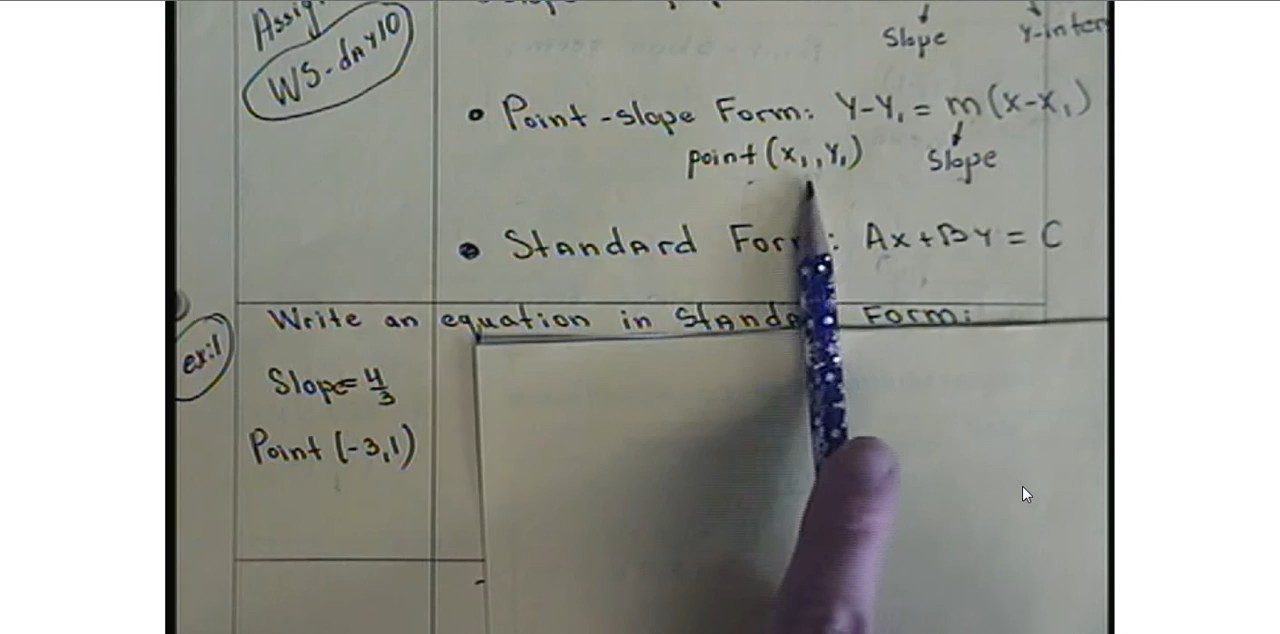 Assig
WS-day10
Slope
Y-inter
• Point-slope Form: Y-Y₁ = m(X-X₁)
point (X₁,Y₁) Slope
• Standard Form: Ax+By = C
ex:1
Write an equation in Standa Form:
Slope=4/3
Point (-3,1)